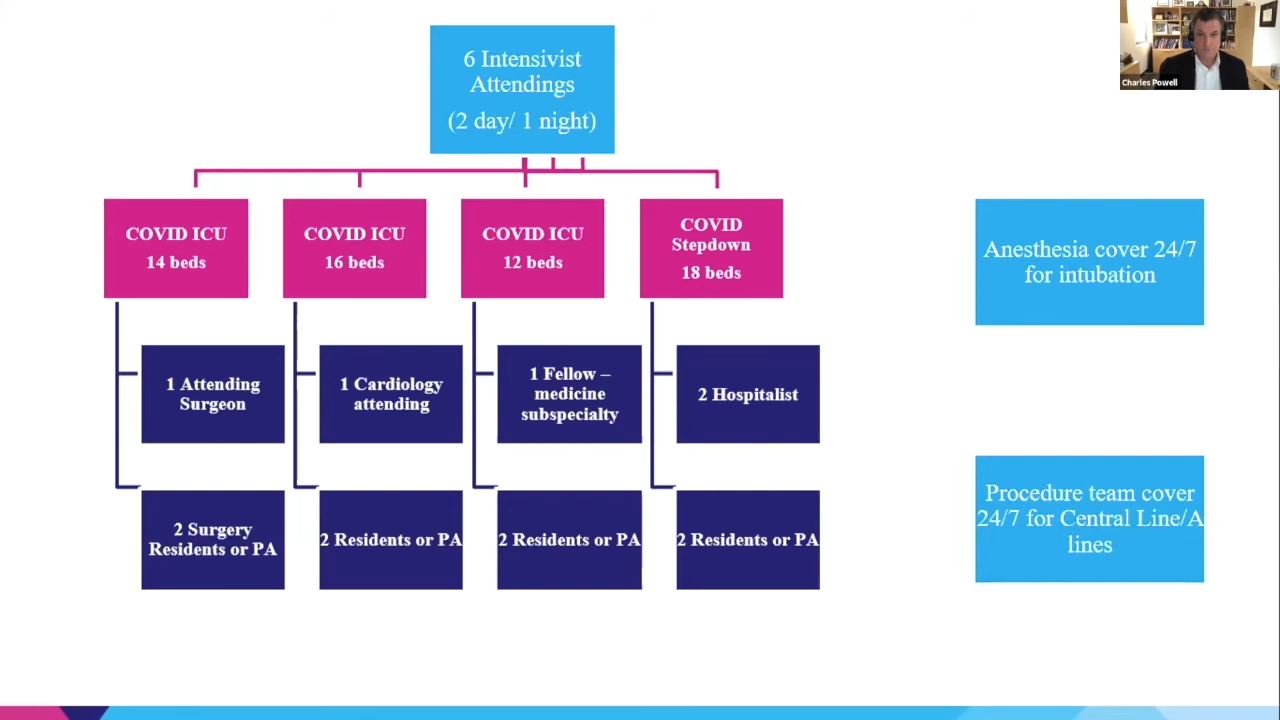 6 Intensivist
Attendings
(2 day/ 1 night)
Charles Powell
COVID ICU
14 beds
COVID ICU
16 beds
COVID ICU
12 beds
COVID
Stepdown
18 beds
Anesthesia cover 24/7
for intubation
1 Attending
Surgeon
1 Cardiology
attending
1 Fellow –
medicine
subspecialty
2 Hospitalist
Procedure team cover
24/7 for Central Line/A
lines
2 Surgery
Residents or PA
2 Residents or PA
2 Residents or PA
2 Residents or PA